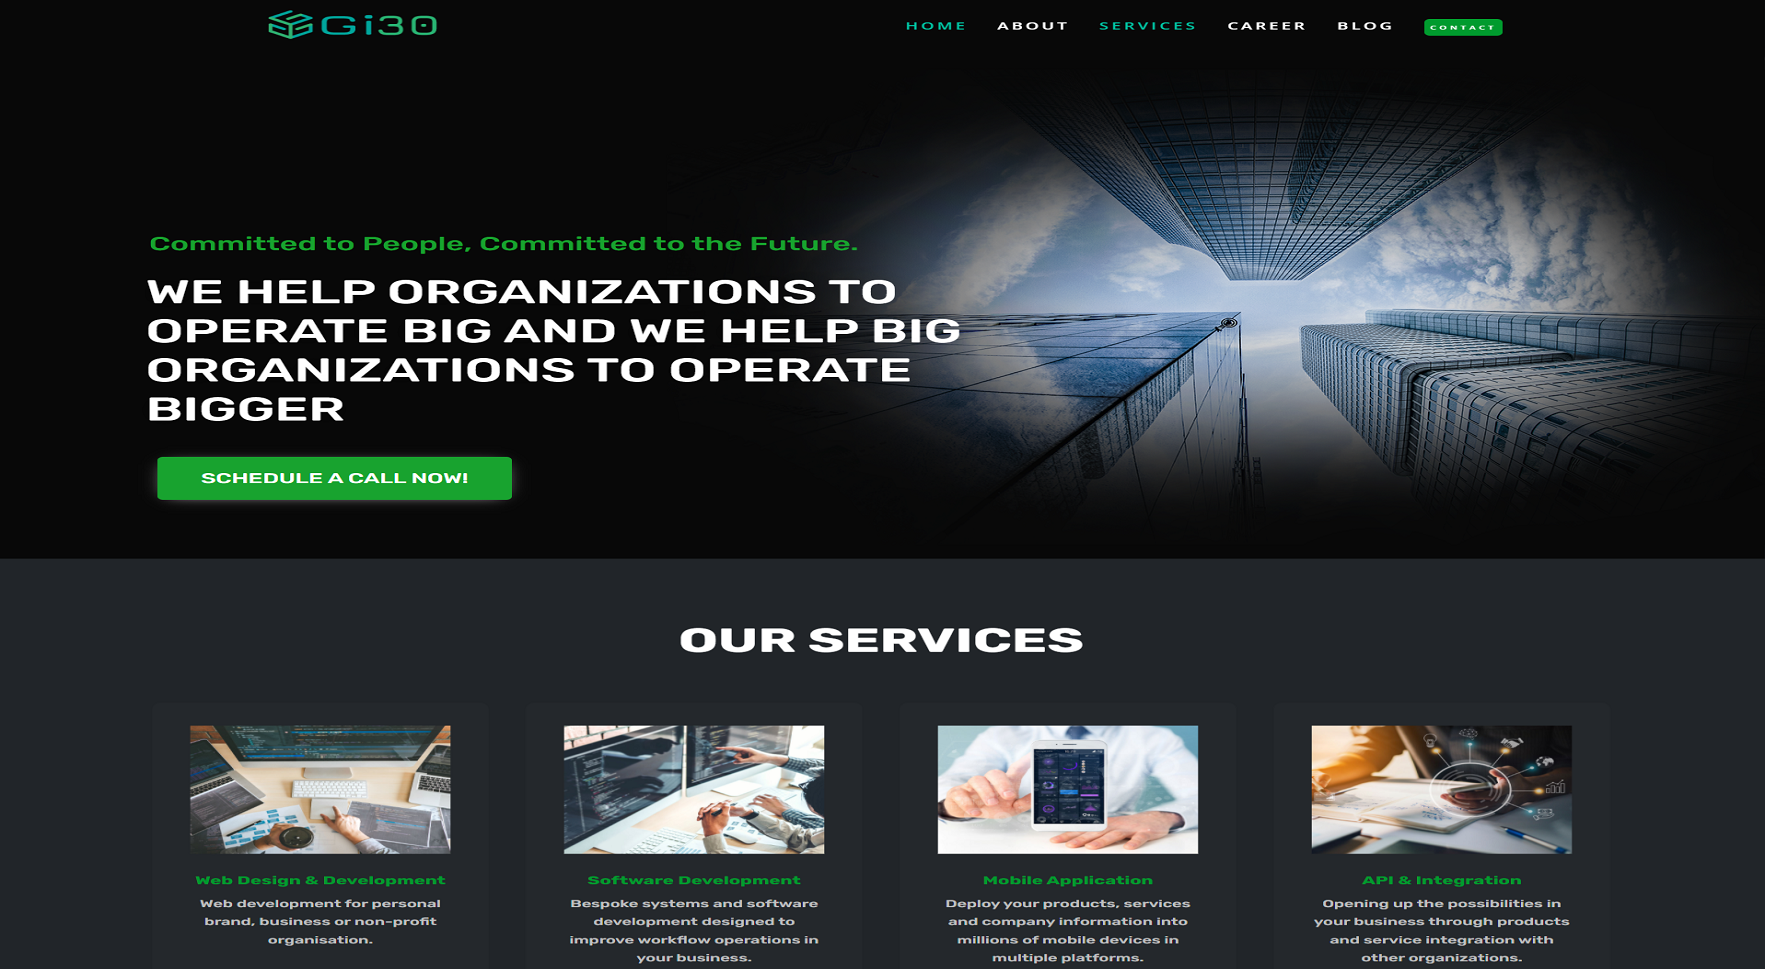 Gi30
HOME ABOUT SERVICES CAREER BLOG CONTACT
Committed to People, Committed to the Future.
WE HELP ORGANIZATIONS TO
OPERATE BIG AND WE HELP BIG
ORGANIZATIONS TO OPERATE
BIGGER
SCHEDULE A CALL NOW!
OUR SERVICES
Web Design & Development
Web development for personal
brand, business or non-profit
organisation.
Software Development
Bespoke systems and software
development designed to
improve workflow operations in
your business.
Mobile Application
Deploy your products, services
and company information into
millions of mobile devices in
multiple platforms.
API & Integration
Opening up the possibilities in
your business through products
and service integration with
other organizations.